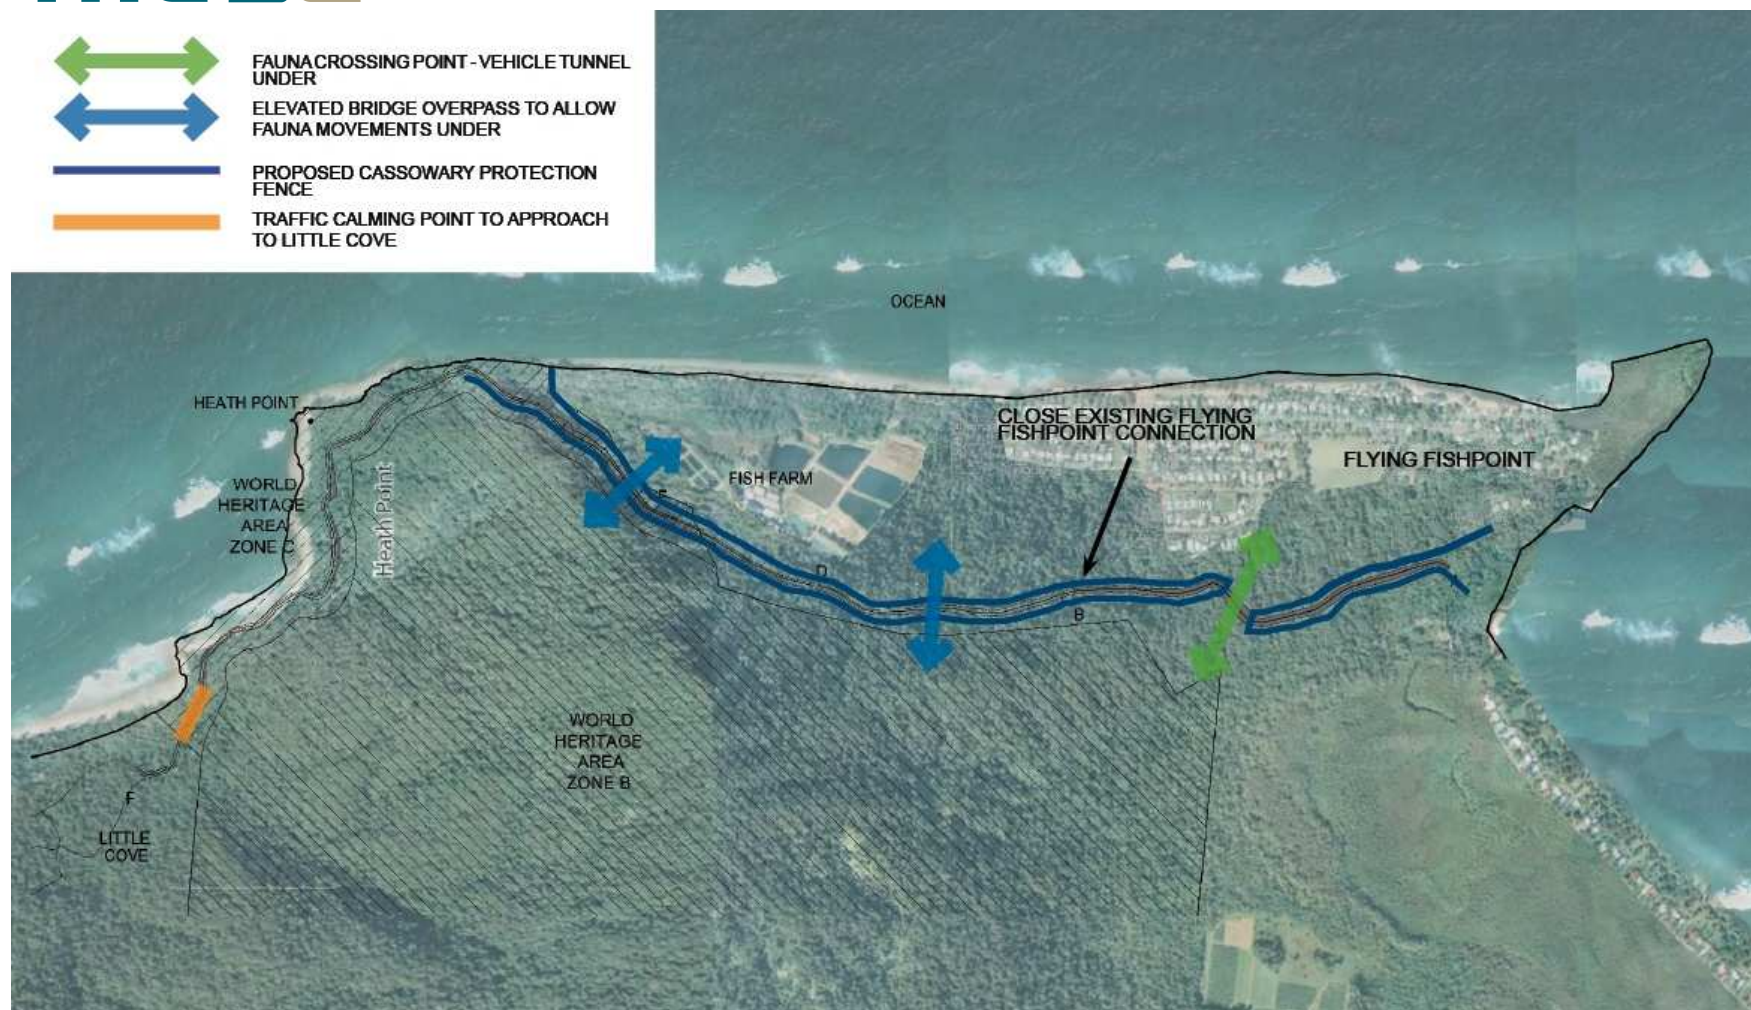 FAUNA CROSSING POINT - VEHICLE TUNNEL
UNDER
ELEVATED BRIDGE OVERPASS TO ALLOW
FAUNA MOVEMENTS UNDER
PROPOSED CASSOWARY PROTECTION
FENCE
TRAFFIC CALMING POINT TO APPROACH
TO LITTLE COVE
OCEAN
HEATH POINT
CLOSE EXISTING FLYING
FISHPOINT CONNECTION
FLYING FISHPOINT
FISH FARM
WORLD
HERITAGE
AREA
ZONE C
Heath Point
E
D
B
WORLD
HERITAGE
AREA
ZONE B
F
LITTLE
COVE